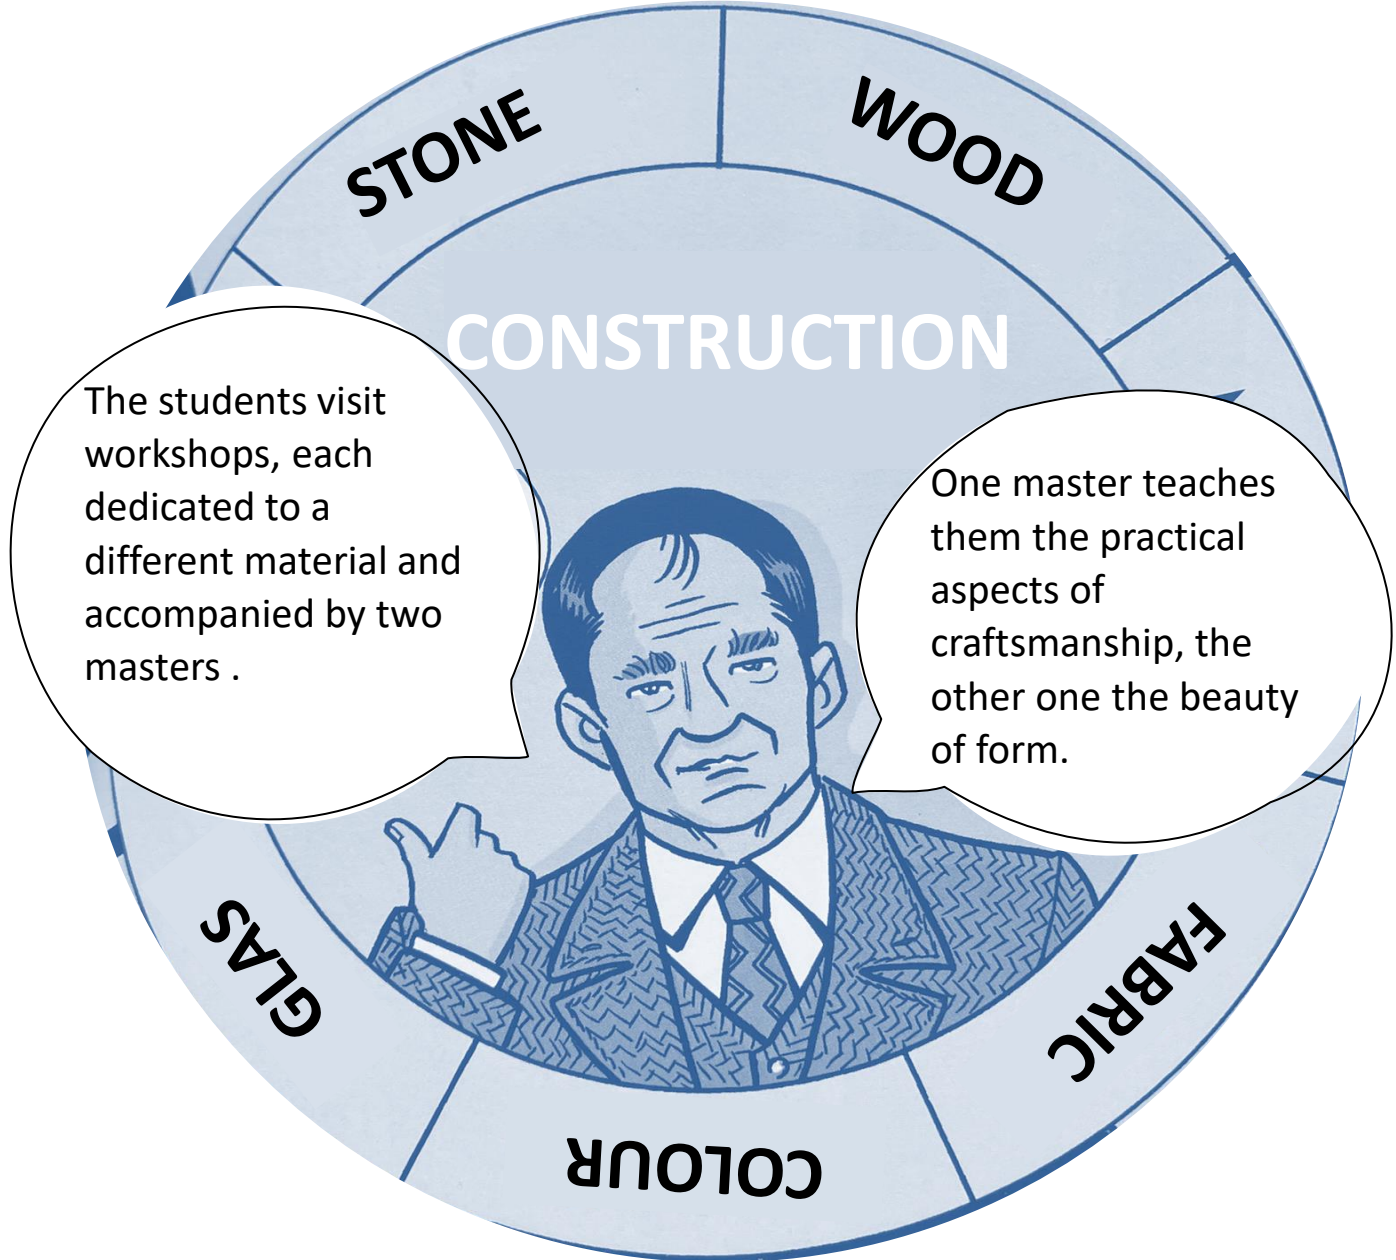 STONE
WOOD
CONSTRUCTION
The students visit
workshops, each
dedicated to a
different material and
accompanied by two
masters .
One master teaches
them the practical
aspects of
craftsmanship, the
other one the beauty
of form.
GLAS
FABRIC
COLOUR